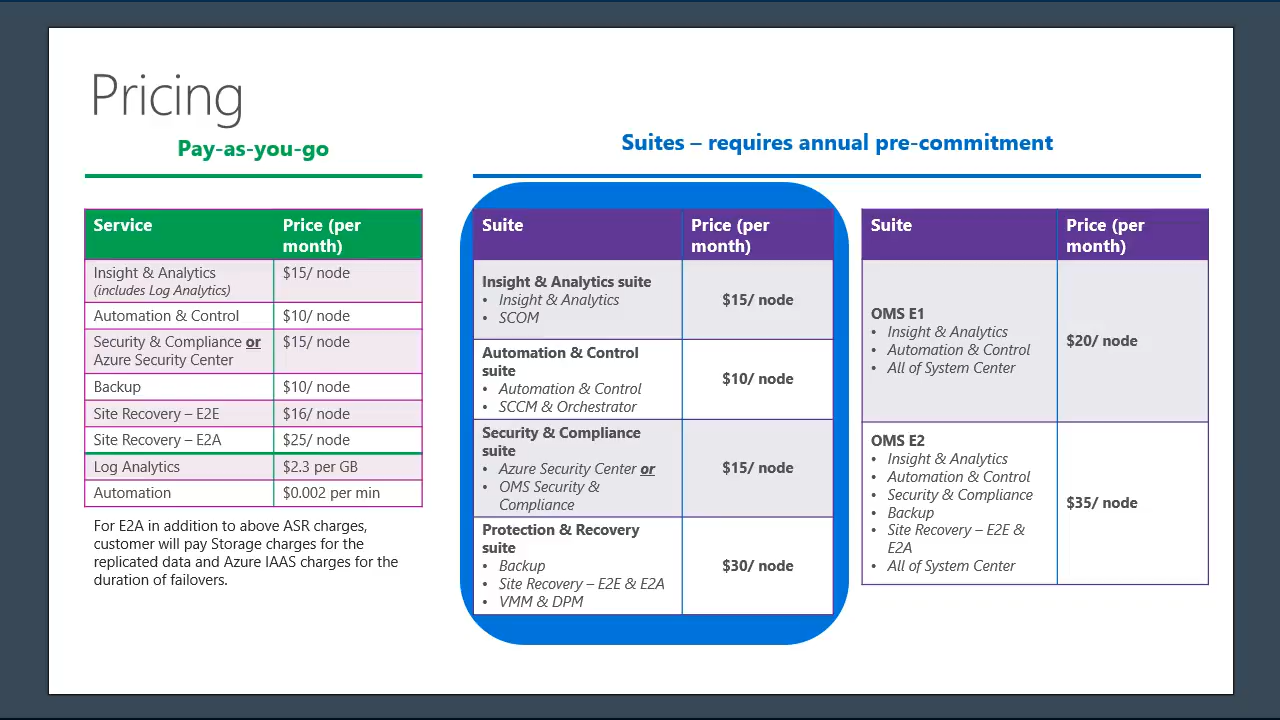 Pricing
Pay-as-you-go
Service
Price (per
month)
Insight & Analytics
(includes Log Analytics)
$15/ node
Automation & Control
$10/ node
Security & Compliance or
Azure Security Center
$15/ node
Backup
$10/ node
Site Recovery – E2E
$16/ node
Site Recovery – E2A
$25/ node
Log Analytics
$2.3 per GB
Automation
$0.002 per min
For E2A in addition to above ASR charges,
customer will pay Storage charges for the
replicated data and Azure IAAS charges for the
duration of failovers.
Suites – requires annual pre-commitment
Suite
Price (per
month)
Insight & Analytics suite
• Insight & Analytics
• SCOM
$15/ node
Automation & Control
suite
• Automation & Control
• SCCM & Orchestrator
$10/ node
Security & Compliance
suite
• Azure Security Center or
• OMS Security &
Compliance
$15/ node
Protection & Recovery
suite
• Backup
• Site Recovery – E2E & E2A
• VMM & DPM
$30/ node
Suite
Price (per
month)
OMS E1
• Insight & Analytics
• Automation & Control
• All of System Center
$20/ node
OMS E2
• Insight & Analytics
• Automation & Control
• Security & Compliance
• Backup
• Site Recovery – E2E &
E2A
• All of System Center
$35/ node